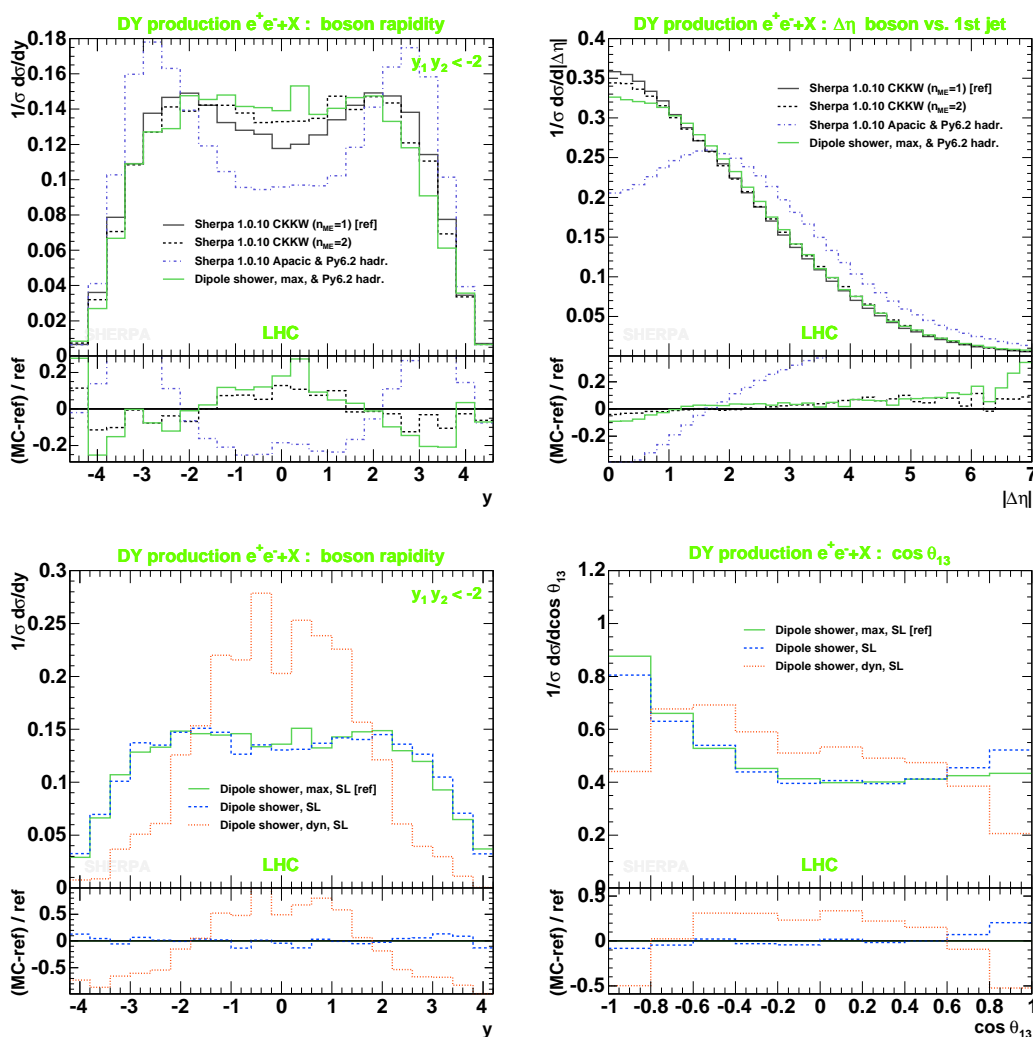 DY production e⁺e⁻+X : boson rapidity
1/σ dσ/dy
y₁ y₂ < -2
0.18
0.16
0.14
0.12
0.1
0.08
0.06
0.04
0.02
0
Sherpa 1.0.10 CKKW (n_ME=1) [ref]
Sherpa 1.0.10 CKKW (n_ME=2)
Sherpa 1.0.10 Apacic & Py6.2 hadr.
Dipole shower, max, & Py6.2 hadr.
SHERPA
LHC
(MC-ref) / ref
0.2
0
-0.2
-4 -3 -2 -1 0 1 2 3 4
y
DY production e⁺e⁻+X : Δη boson vs. 1st jet
1/σ dσ/d|Δη|
0.4
0.35
0.3
0.25
0.2
0.15
0.1
0.05
0
Sherpa 1.0.10 CKKW (n_ME=1) [ref]
Sherpa 1.0.10 CKKW (n_ME=2)
Sherpa 1.0.10 Apacic & Py6.2 hadr.
Dipole shower, max, & Py6.2 hadr.
SHERPA
LHC
(MC-ref) / ref
0.2
0
-0.2
0 1 2 3 4 5 6 7
|Δη|
DY production e⁺e⁻+X : boson rapidity
1/σ dσ/dy
y₁ y₂ < -2
0.3
0.25
0.2
0.15
0.1
0.05
0
Dipole shower, max, SL [ref]
Dipole shower, SL
Dipole shower, dyn, SL
SHERPA
LHC
(MC-ref) / ref
0.5
0
-0.5
-4 -3 -2 -1 0 1 2 3 4
y
DY production e⁺e⁻+X : cos θ₁₃
1/σ dσ/dcos θ₁₃
1.2
1
0.8
0.6
0.4
0.2
0
Dipole shower, max, SL [ref]
Dipole shower, SL
Dipole shower, dyn, SL
SHERPA
LHC
(MC-ref) / ref
0.5
0
-0.5
-1 -0.8 -0.6 -0.4 -0.2 0 0.2 0.4 0.6 0.8 1
cos θ₁₃